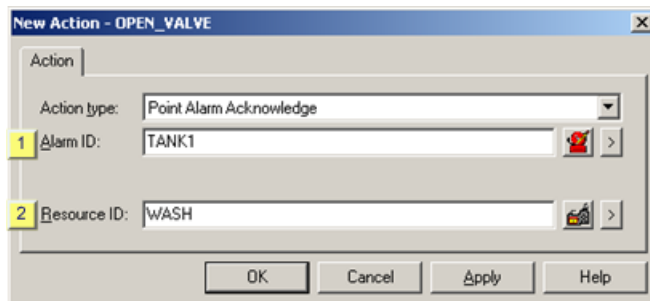 New Action - OPEN_VALVE
Action
Action type: Point Alarm Acknowledge
1 Alarm ID: TANK1 >
2 Resource ID: WASH >
OK Cancel Apply Help